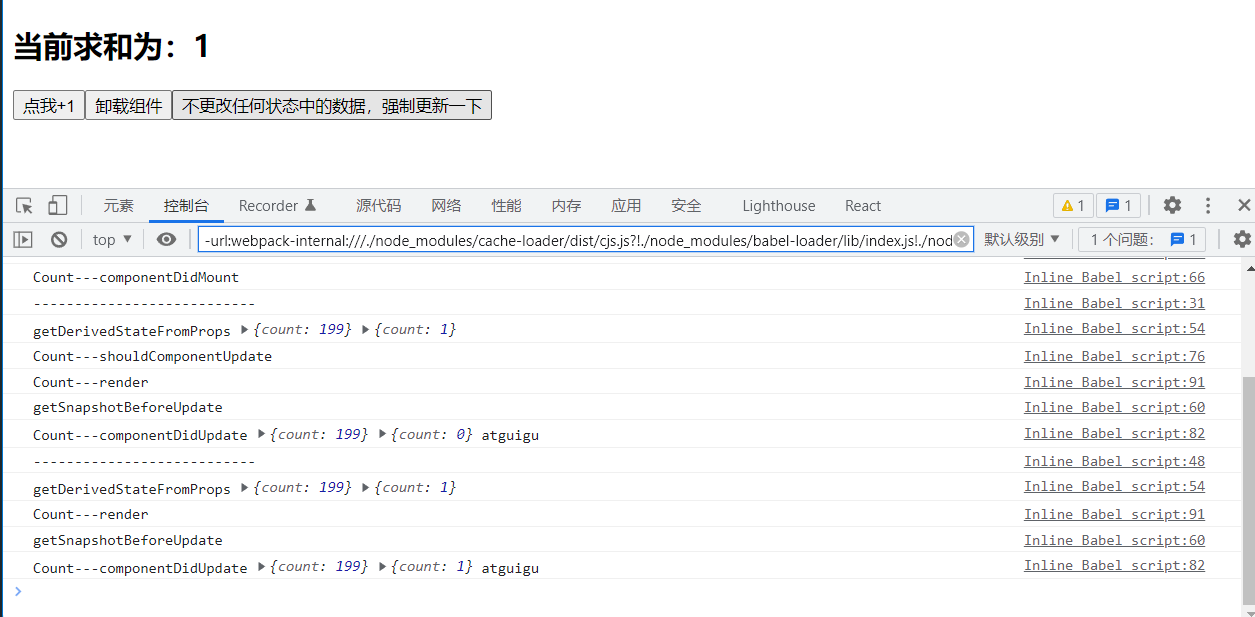 当前求和为：1
点我+1 卸载组件 不更改任何状态中的数据，强制更新一下
元素 控制台 Recorder 源代码 网络 性能 内存 应用 安全 Lighthouse React 1 1
top -url:webpack-internal:///./node_modules/cache-loader/dist/cjs.js?!./node_modules/babel-loader/lib/index.js!./nod 默认级别 1 个问题： 1
Count---componentDidMount Inline Babel script:66
--------------------------- Inline Babel script:31
getDerivedStateFromProps {count: 199} {count: 1} Inline Babel script:54
Count---shouldComponentUpdate Inline Babel script:76
Count---render Inline Babel script:91
getSnapshotBeforeUpdate Inline Babel script:60
Count---componentDidUpdate {count: 199} {count: 0} atguigu Inline Babel script:82
--------------------------- Inline Babel script:48
getDerivedStateFromProps {count: 199} {count: 1} Inline Babel script:54
Count---render Inline Babel script:91
getSnapshotBeforeUpdate Inline Babel script:60
Count---componentDidUpdate {count: 199} {count: 1} atguigu Inline Babel script:82